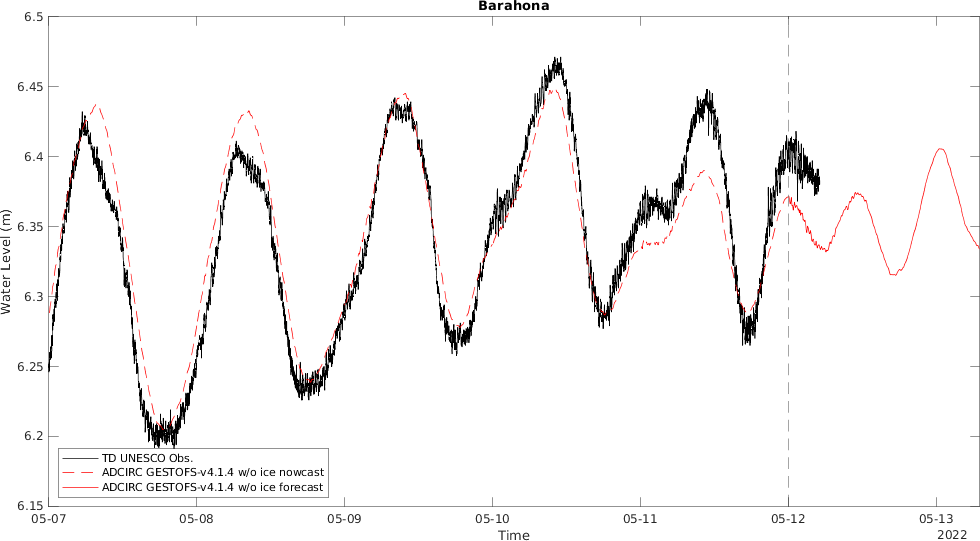 Barahona
6.5
6.45
6.4
6.35
6.3
6.25
6.2
6.15
Water Level (m)
TD UNESCO Obs.
ADCIRC GESTOFS-v4.1.4 w/o ice nowcast
ADCIRC GESTOFS-v4.1.4 w/o ice forecast
05-07 05-08 05-09 05-10 05-11 05-12 05-13
Time
2022